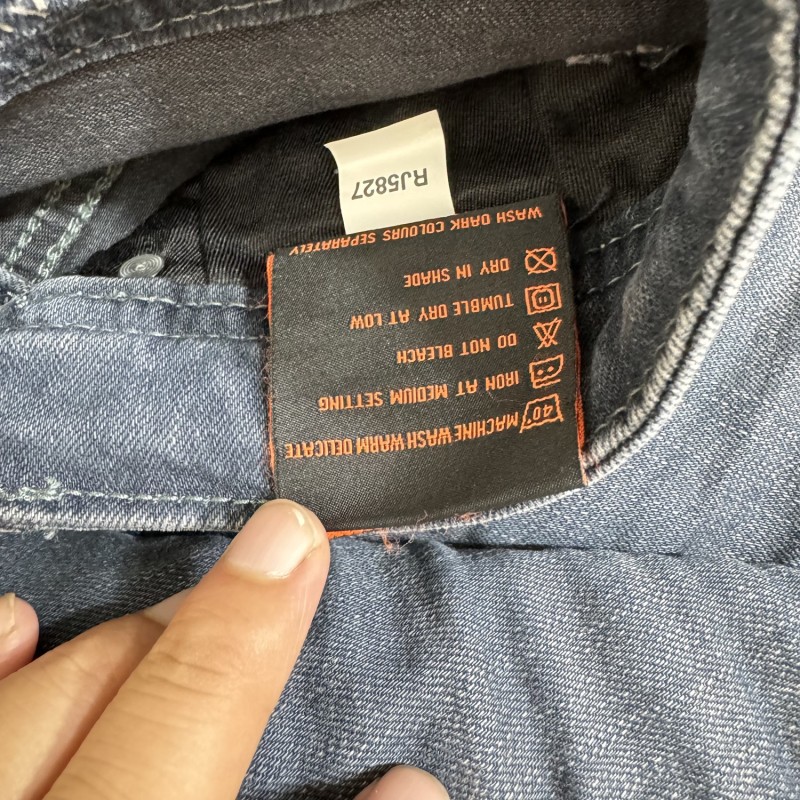 40° MACHINE WASH WARM DELICATE
IRON AT MEDIUM SETTING
DO NOT BLEACH
TUMBLE DRY AT LOW
DRY IN SHADE
WASH DARK COLOURS SEPARATELY
RJ5827